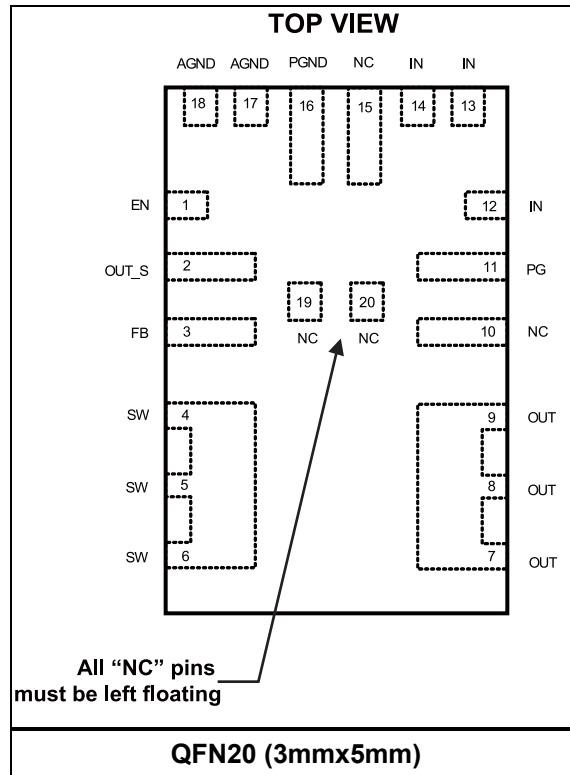 TOP VIEW
AGND AGND PGND NC IN IN
18 17 16 15 14 13
EN 1 12 IN
OUT_S 2 11 PG
19 20
FB 3 NC NC 10 NC
SW 4 9 OUT
SW 5 8 OUT
SW 6 7 OUT
All “NC” pins
must be left floating
QFN20 (3mmx5mm)